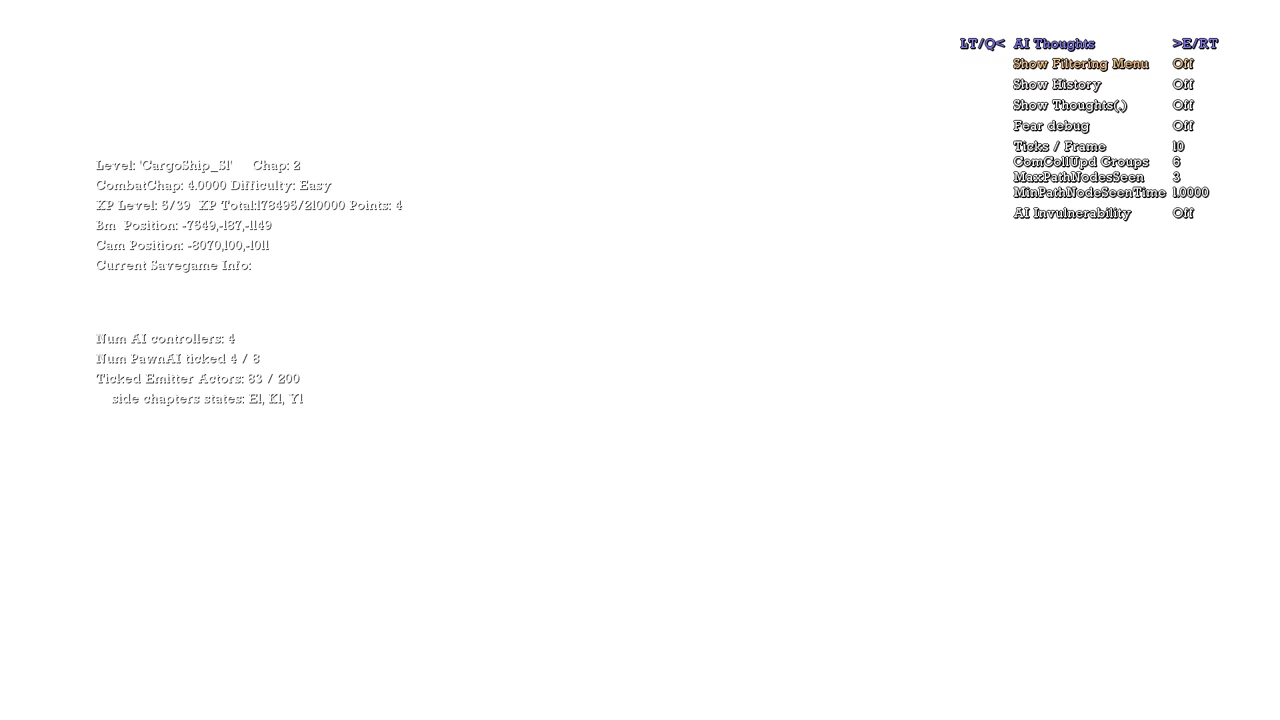 LT/Q< AI Thoughts >E/RT
Show Filtering Menu Off
Show History Off
Show Thoughts(,) Off
Fear debug Off
Ticks / Frame 10
ComCollUpd Groups 6
MaxPathNodesSeen 3
MinPathNodeSeenTime 1.0000
AI Invulnerability Off
Level: 'CargoShip_S1' Chap: 2
CombatChap: 4.0000 Difficulty: Easy
XP Level: 5/39 XP Total:178495/210000 Points: 4
Bm Position: -7549,-187,-1149
Cam Position: -8070,100,-1011
Current Savegame Info:
Num AI controllers: 4
Num PawnAI ticked 4 / 8
Ticked Emitter Actors: 83 / 200
side chapters states: E1, K1, Y1